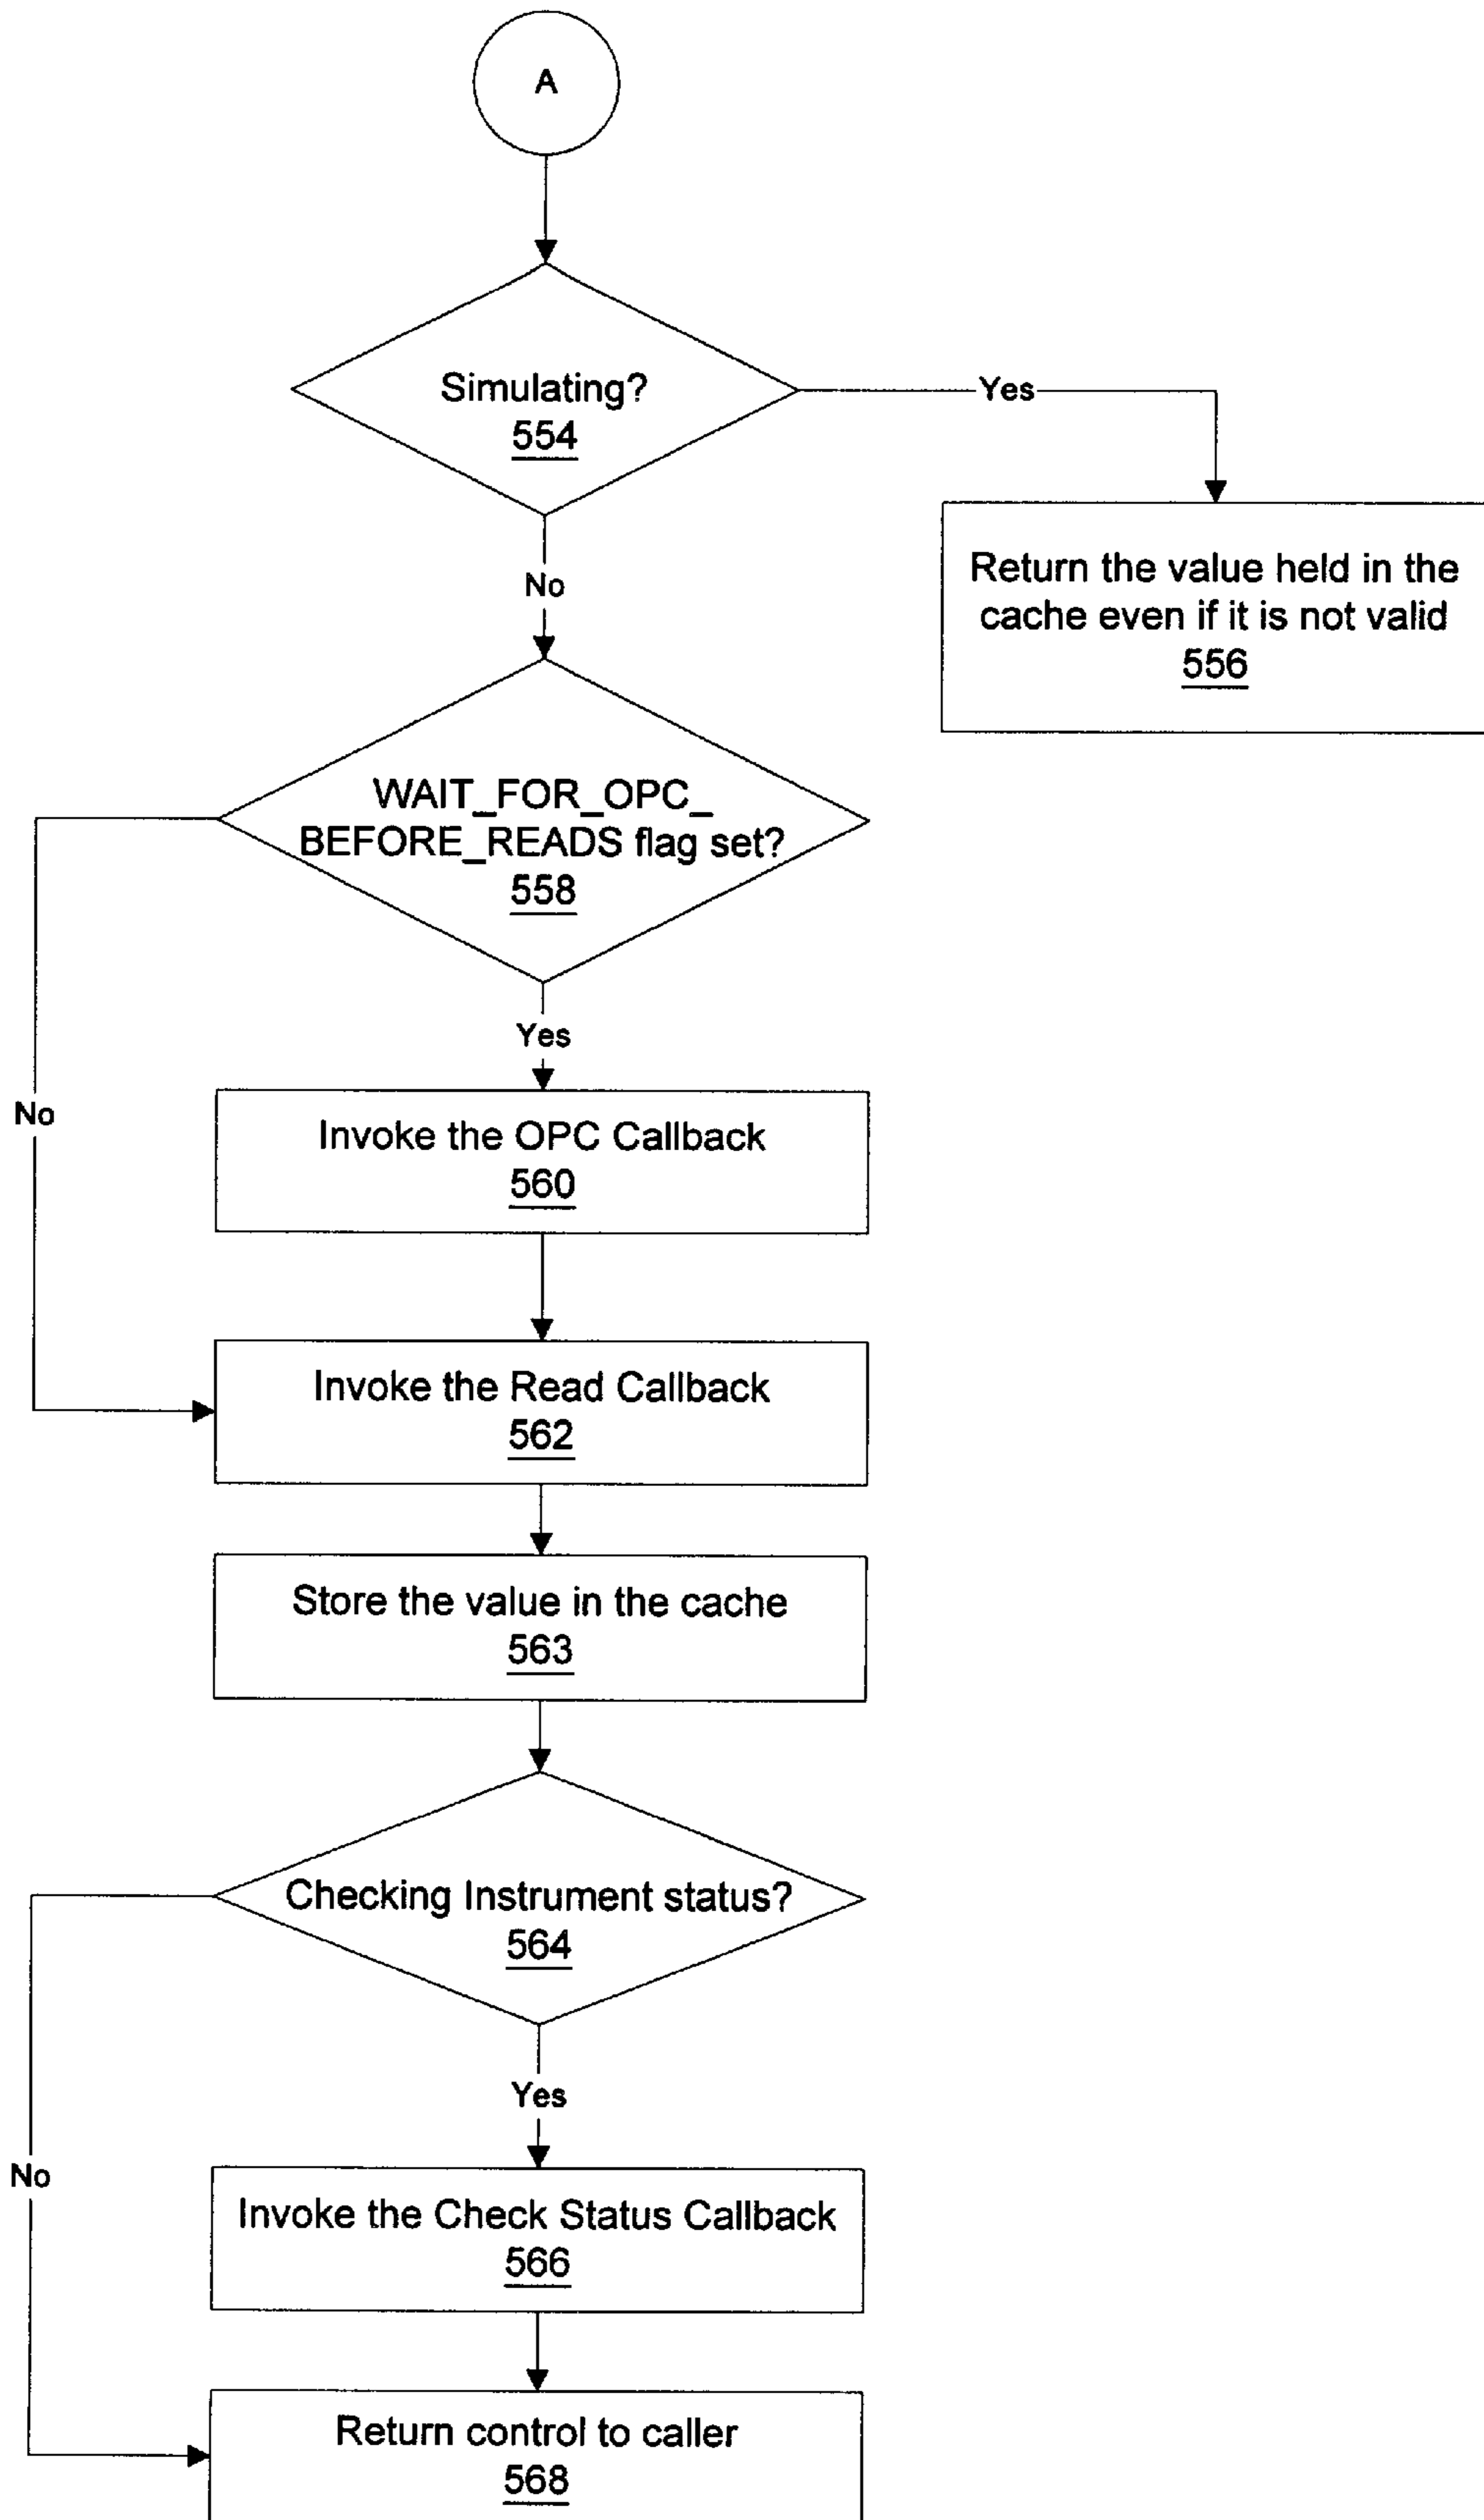 A
Simulating?
554
Yes
No
Return the value held in the
cache even if it is not valid
556
WAIT_FOR_OPC_
BEFORE_READS flag set?
558
Yes
No
Invoke the OPC Callback
560
Invoke the Read Callback
562
Store the value in the cache
563
Checking Instrument status?
564
Yes
No
Invoke the Check Status Callback
566
Return control to caller
568